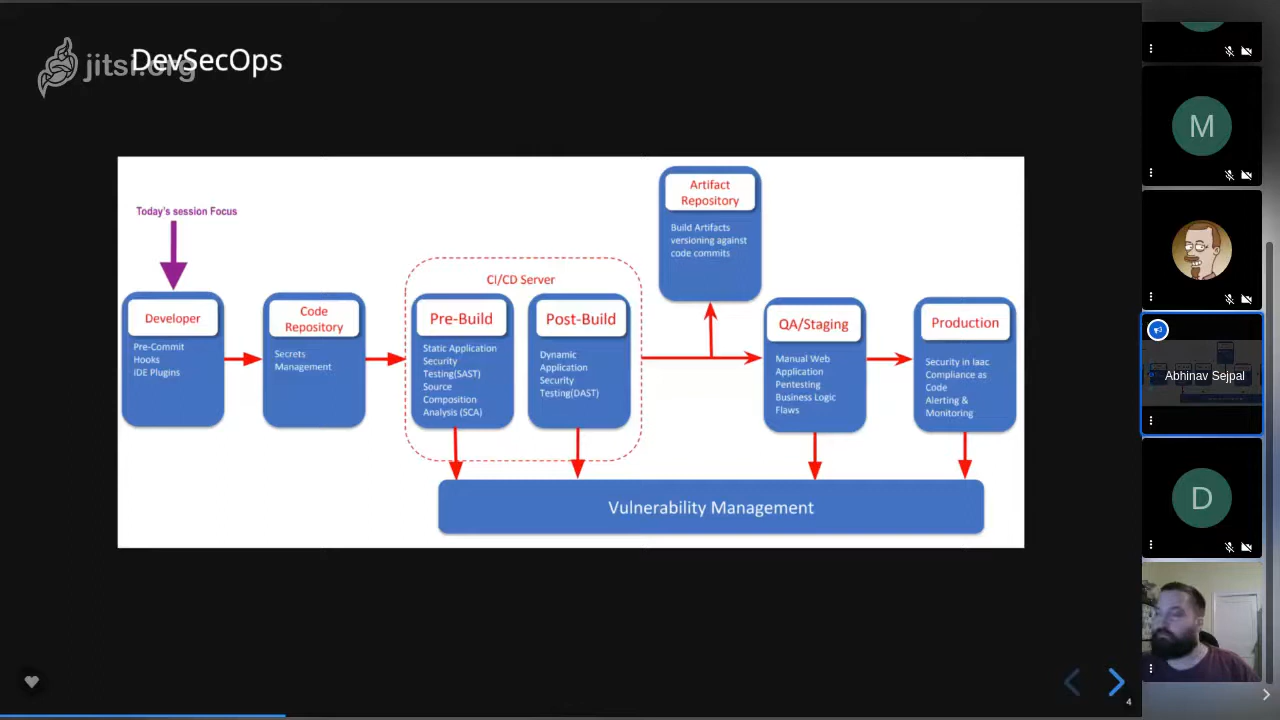 jitsi.org
DevSecOps
Today's session Focus
Developer
Pre-Commit
Hooks
IDE Plugins
Code
Repository
Secrets
Management
CI/CD Server
Pre-Build
Static Application
Security
Testing(SAST)
Source
Composition
Analysis (SCA)
Post-Build
Dynamic
Application
Security
Testing(DAST)
Artifact
Repository
Build Artifacts
versioning against
code commits
QA/Staging
Manual Web
Application
Pentesting
Business Logic
Flaws
Production
Security in Iaac
Compliance as
Code
Alerting &
Monitoring
Vulnerability Management
4
M
Abhinav Sejpal
D